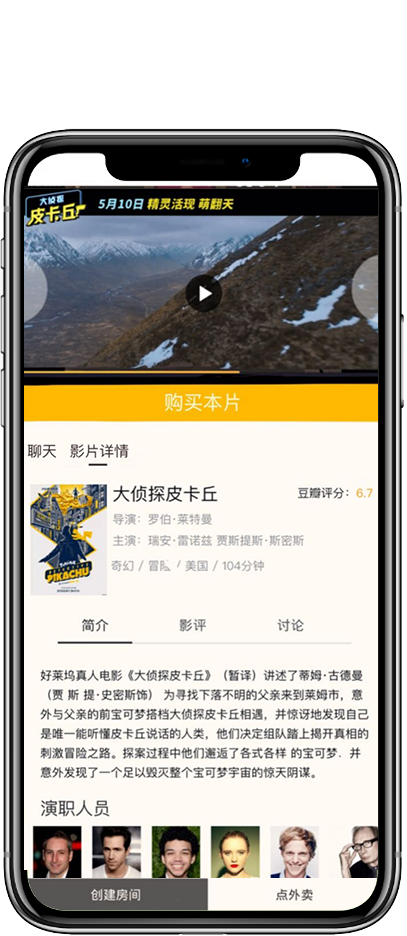 大侦探
皮卡丘
5月10日 精灵活现 萌翻天
购买本片
聊天 影片详情
大侦探皮卡丘
豆瓣评分：6.7
导演：罗伯·莱特曼
主演：瑞安·雷诺兹 贾斯提斯·斯密斯
奇幻 / 冒险 / 美国 / 104分钟
PIKACHU
简介 影评 讨论
好莱坞真人电影《大侦探皮卡丘》（暂译）讲述了蒂姆·古德曼
（贾 斯 提·史密斯饰） 为寻找下落不明的父亲来到莱姆市，意
外与父亲的前宝可梦搭档大侦探皮卡丘相遇，并惊讶地发现自己
是唯一能听懂皮卡丘说话的人类，他们决定组队踏上揭开真相的
刺激冒险之路。探案过程中他们邂逅了各式各样 的宝可梦．并
意外发现了一个足以毁灭整个宝可梦宇宙的惊天阴谋。
演职人员
创建房间
点外卖